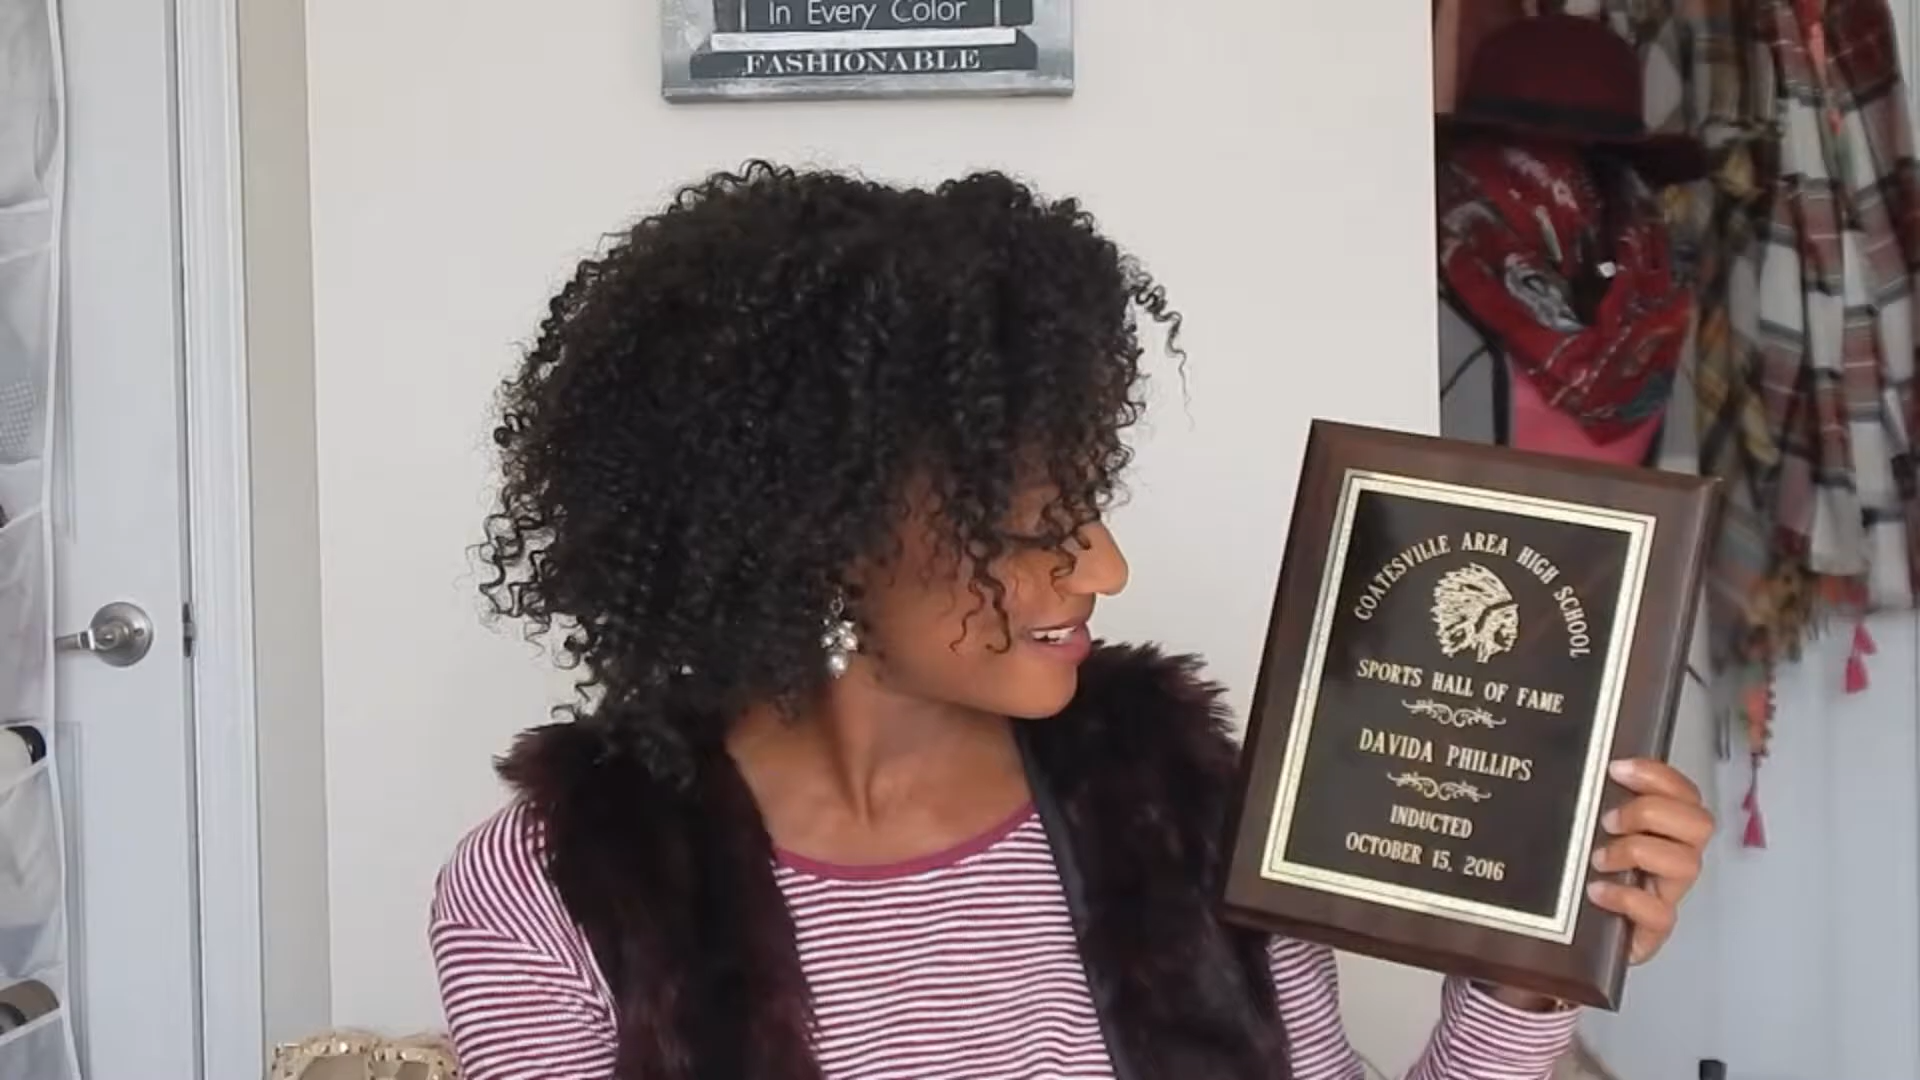 In Every Color
FASHIONABLE
COATESVILLE AREA HIGH SCHOOL
SPORTS HALL OF FAME
DAVIDA PHILLIPS
INDUCTED
OCTOBER 15, 2016